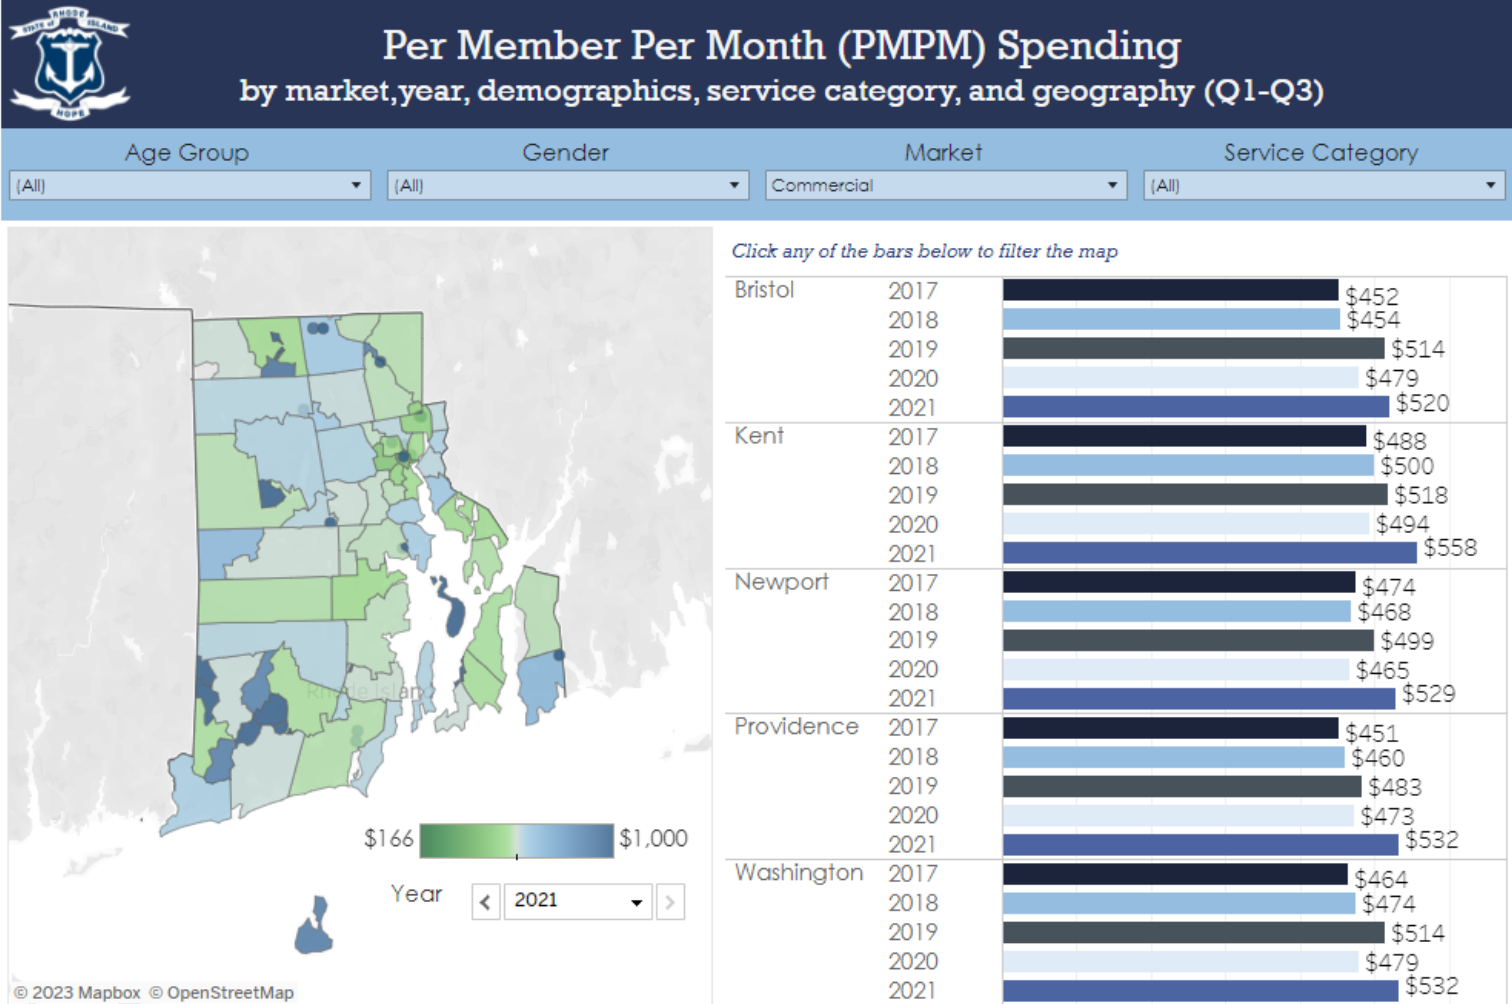 RHODE
STATE of ISLAND
HOPE
Per Member Per Month (PMPM) Spending
by market,year, demographics, service category, and geography (Q1-Q3)
Age Group Gender Market Service Category
(All) (All) Commercial (All)
Click any of the bars below to filter the map
Bristol 2017 $452
2018 $454
2019 $514
2020 $479
2021 $520
Kent 2017 $488
2018 $500
2019 $518
2020 $494
2021 $558
Newport 2017 $474
2018 $468
2019 $499
2020 $465
2021 $529
Providence 2017 $451
2018 $460
2019 $483
2020 $473
2021 $532
Washington 2017 $464
2018 $474
2019 $514
2020 $479
2021 $532
Rhode Islan
$166 $1,000
Year < 2021 >
© 2023 Mapbox © OpenStreetMap